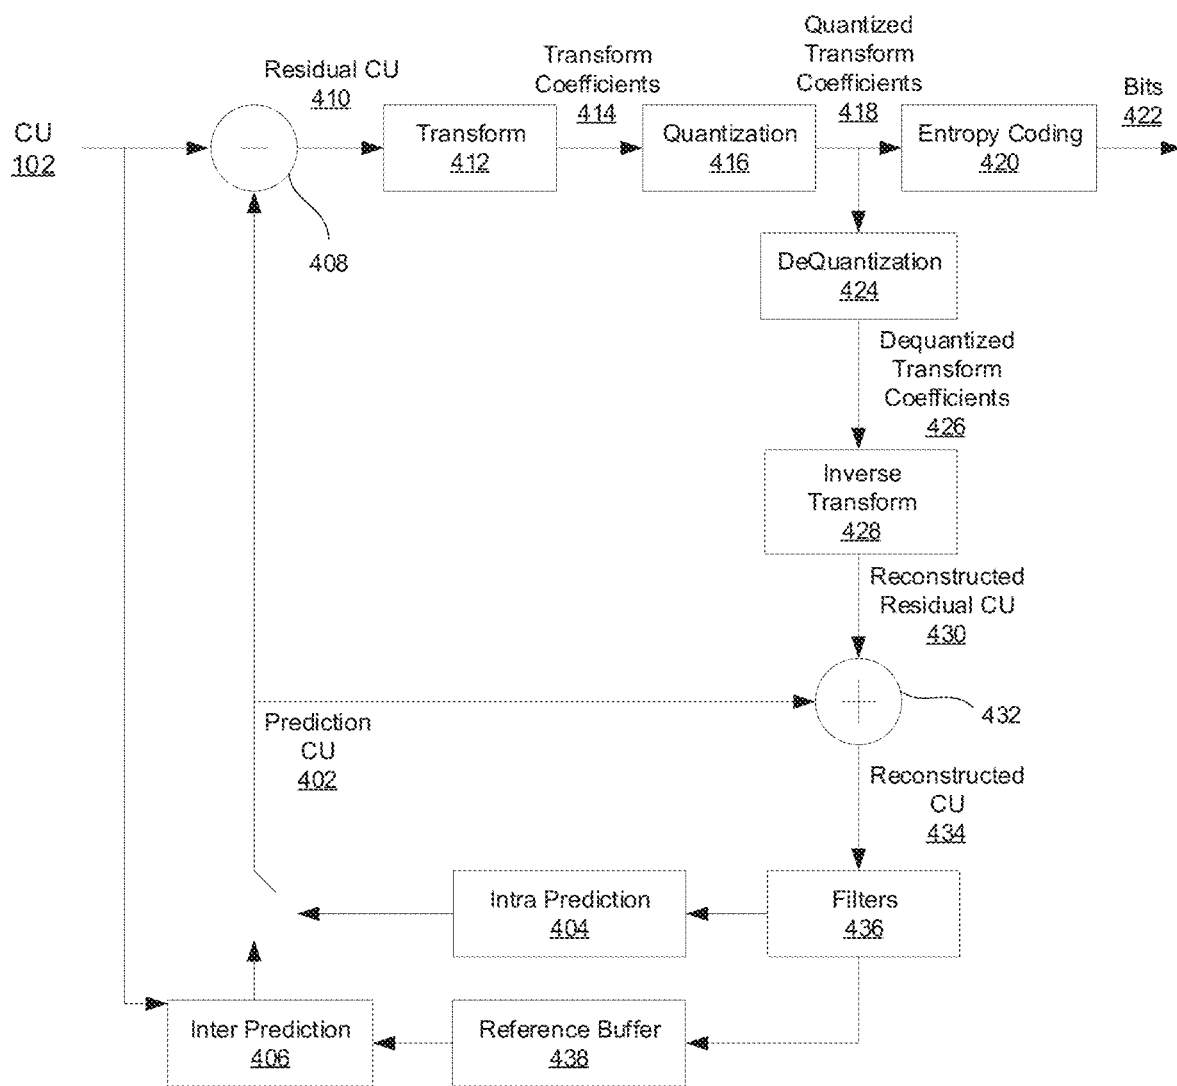 CU
102
Residual CU
410
Transform
412
Transform
Coefficients
414
Quantization
416
Quantized
Transform
Coefficients
418
Entropy Coding
420
Bits
422
408
DeQuantization
424
Dequantized
Transform
Coefficients
426
Inverse
Transform
428
Reconstructed
Residual CU
430
432
Prediction
CU
402
Reconstructed
CU
434
Intra Prediction
404
Filters
436
Inter Prediction
406
Reference Buffer
438